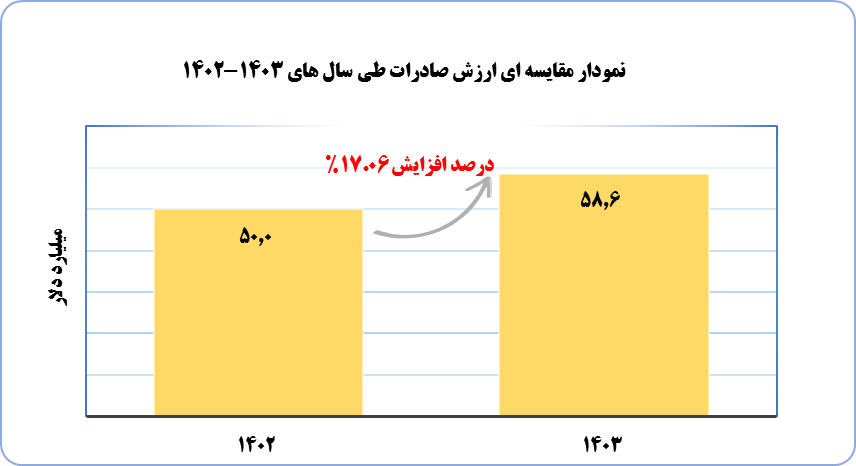 نمودار مقایسه ای ارزش صادرات طی سال های ۱۴۰۳-۱۴۰۲
درصد افزایش ۱۷.۰۶%
۵۸,۶
۵۰,۰
میلیارد دلار
۱۴۰۲
۱۴۰۳